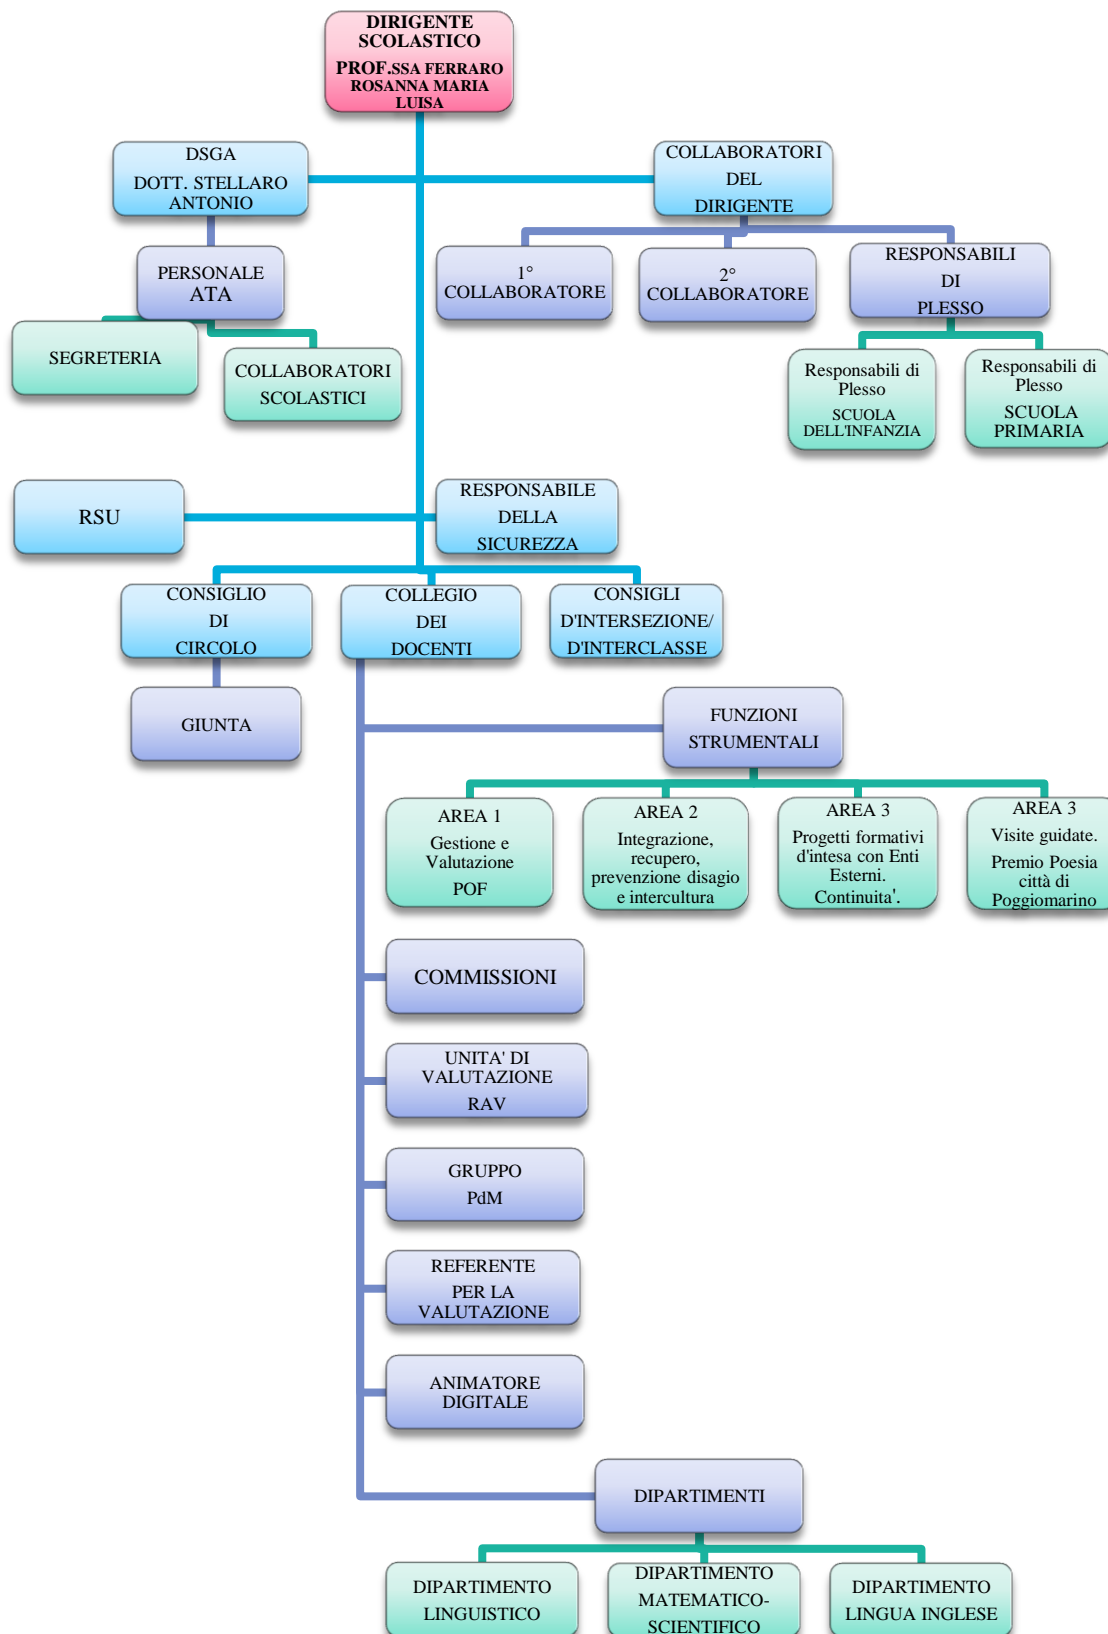 DIRIGENTE
SCOLASTICO
PROF.SSA FERRARO
ROSANNA MARIA
LUISA
DSGA
DOTT. STELLARO
ANTONIO
COLLABORATORI
DEL
DIRIGENTE
PERSONALE
ATA
1°
COLLABORATORE
2°
COLLABORATORE
RESPONSABILI
DI
PLESSO
SEGRETERIA
COLLABORATORI
SCOLASTICI
Responsabili di
Plesso
SCUOLA
DELL'INFANZIA
Responsabili di
Plesso
SCUOLA
PRIMARIA
RSU
RESPONSABILE
DELLA
SICUREZZA
CONSIGLIO
DI
CIRCOLO
COLLEGIO
DEI
DOCENTI
CONSIGLI
D'INTERSEZIONE/
D'INTERCLASSE
GIUNTA
FUNZIONI
STRUMENTALI
AREA 1
Gestione e
Valutazione
POF
AREA 2
Integrazione,
recupero,
prevenzione disagio
e intercultura
AREA 3
Progetti formativi
d'intesa con Enti
Esterni.
Continuita'.
AREA 3
Visite guidate.
Premio Poesia
città di
Poggiomarino
COMMISSIONI
UNITA' DI
VALUTAZIONE
RAV
GRUPPO
PdM
REFERENTE
PER LA
VALUTAZIONE
ANIMATORE
DIGITALE
DIPARTIMENTI
DIPARTIMENTO
LINGUISTICO
DIPARTIMENTO
MATEMATICO-
SCIENTIFICO
DIPARTIMENTO
LINGUA INGLESE